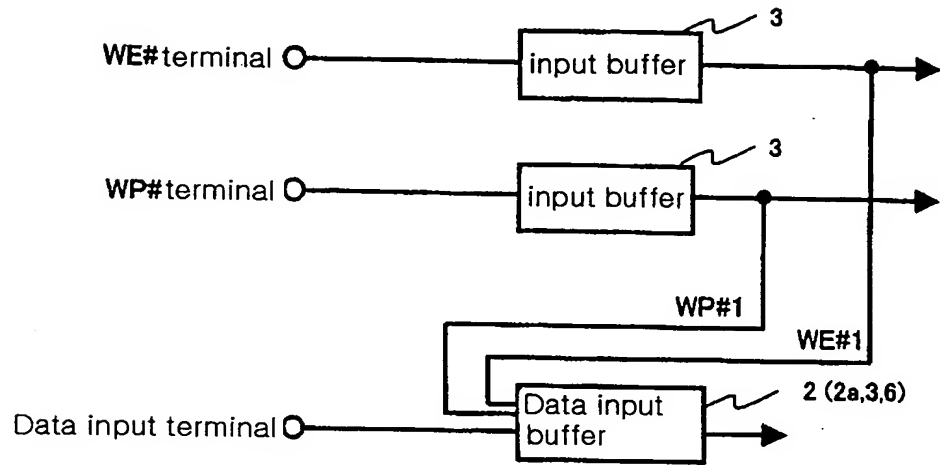 3
WE# terminal
input buffer
3
WP# terminal
input buffer
WP#1
WE#1
2 (2a,3,6)
Data input terminal
Data input
buffer